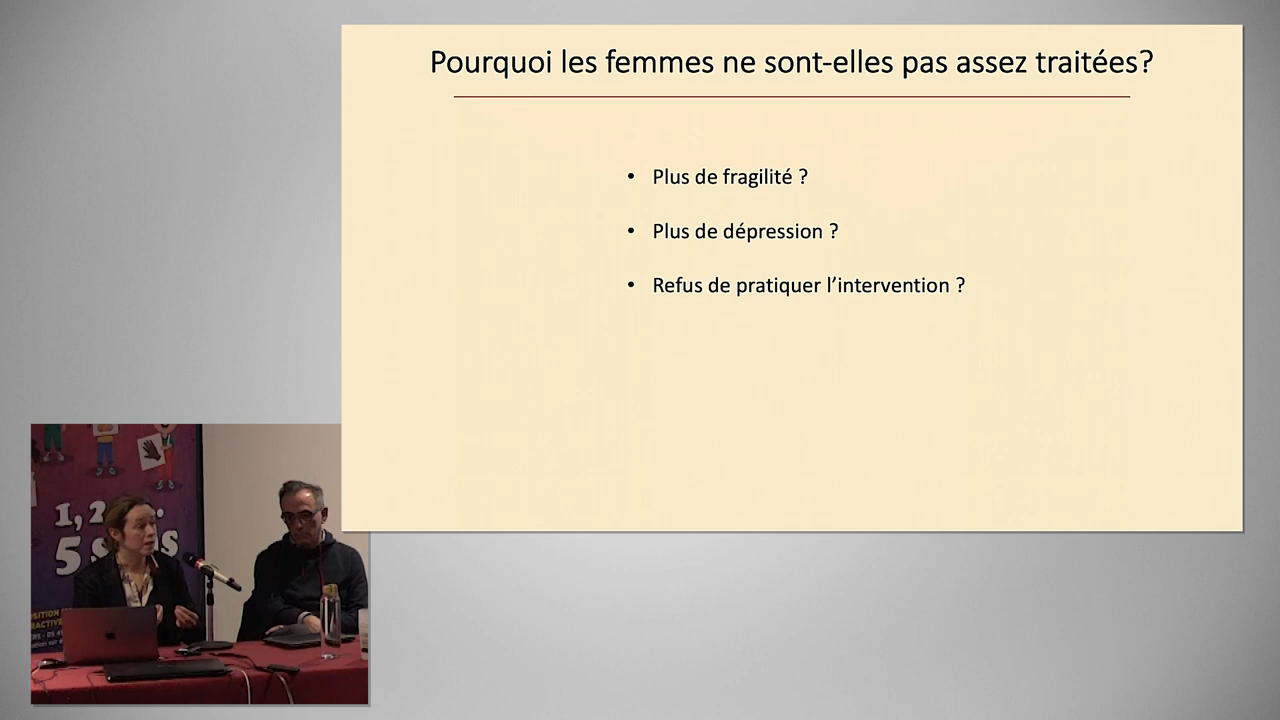 Pourquoi les femmes ne sont-elles pas assez traitées?
• Plus de fragilité ?
• Plus de dépression ?
• Refus de pratiquer l'intervention ?
1, 2
5